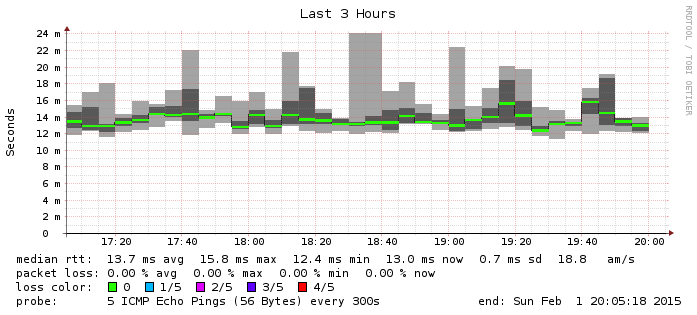 Last 3 Hours
RRDTOOL / TOBI OETIKER
Seconds
24 m
22 m
20 m
18 m
16 m
14 m
12 m
10 m
8 m
6 m
4 m
2 m
0
17:20 17:40 18:00 18:20 18:40 19:00 19:20 19:40 20:00
median rtt: 13.7 ms avg 15.8 ms max 12.4 ms min 13.0 ms now 0.7 ms sd 18.8 am/s
packet loss: 0.00 % avg 0.00 % max 0.00 % min 0.00 % now
loss color: 0 1/5 2/5 3/5 4/5
probe: 5 ICMP Echo Pings (56 Bytes) every 300s end: Sun Feb 1 20:05:18 2015